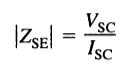 |Z_SE| = V_SC / I_SC